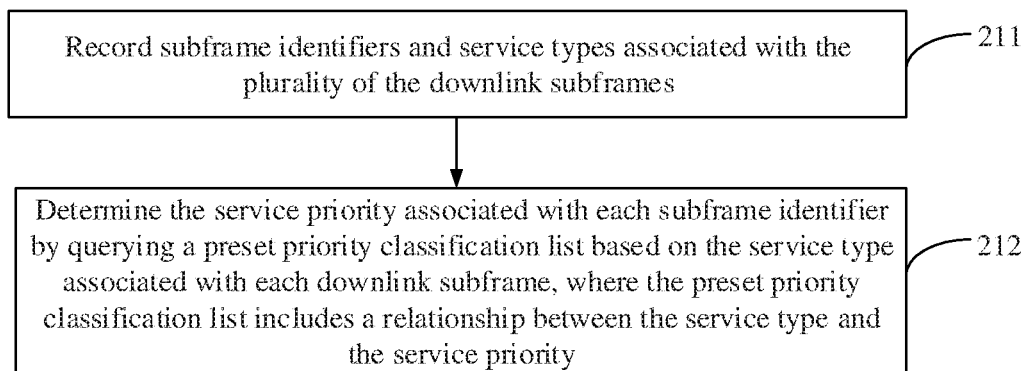 Record subframe identifiers and service types associated with the
plurality of the downlink subframes
211
Determine the service priority associated with each subframe identifier
by querying a preset priority classification list based on the service type
associated with each downlink subframe, where the preset priority
classification list includes a relationship between the service type and
the service priority
212